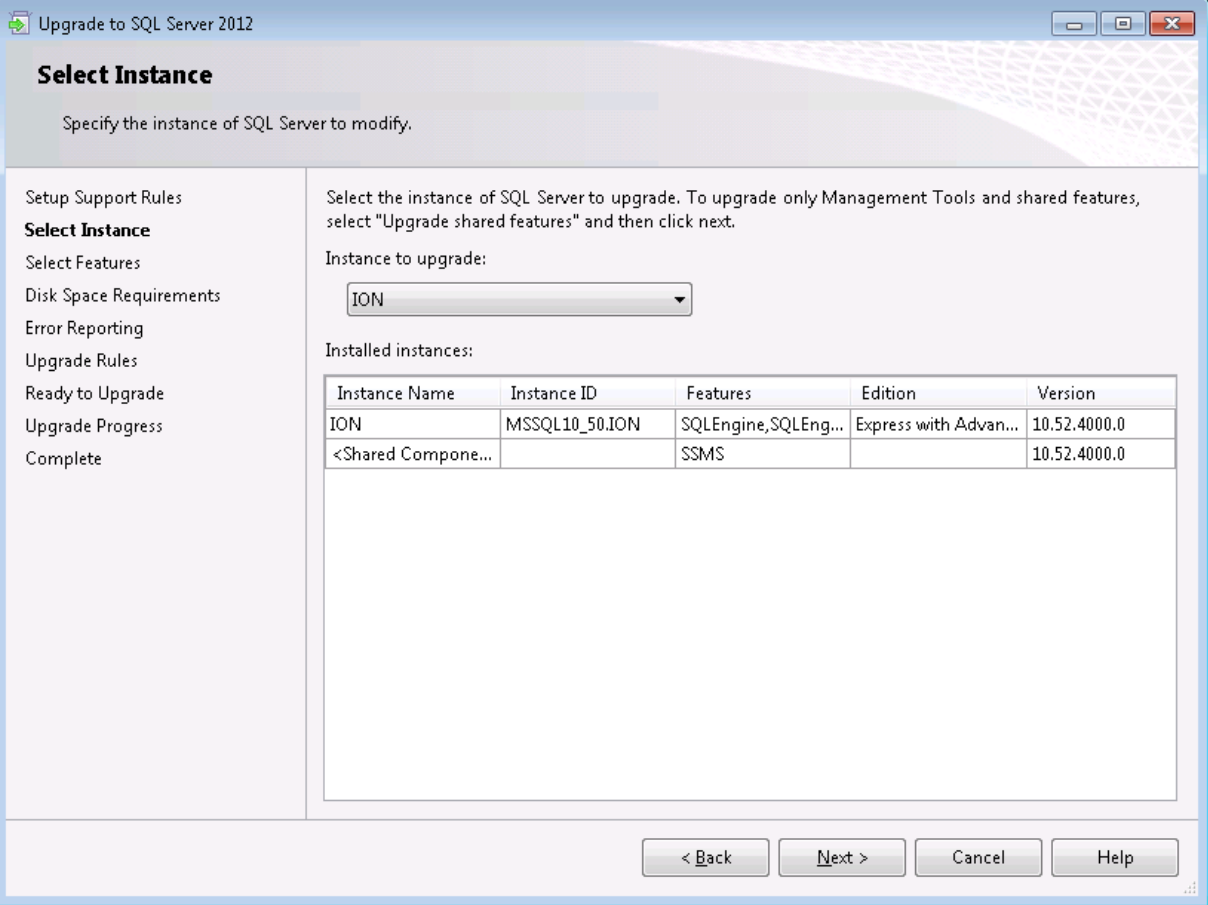 Upgrade to SQL Server 2012
Select Instance
Specify the instance of SQL Server to modify.
Setup Support Rules
Select Instance
Select Features
Disk Space Requirements
Error Reporting
Upgrade Rules
Ready to Upgrade
Upgrade Progress
Complete
Select the instance of SQL Server to upgrade. To upgrade only Management Tools and shared features,
select "Upgrade shared features" and then click next.
Instance to upgrade:
ION
Installed instances:
Instance Name Instance ID Features Edition Version
ION MSSQL10_50.ION SQLEngine,SQLEng... Express with Advan... 10.52.4000.0
<Shared Compone... SSMS 10.52.4000.0
< Back Next > Cancel Help